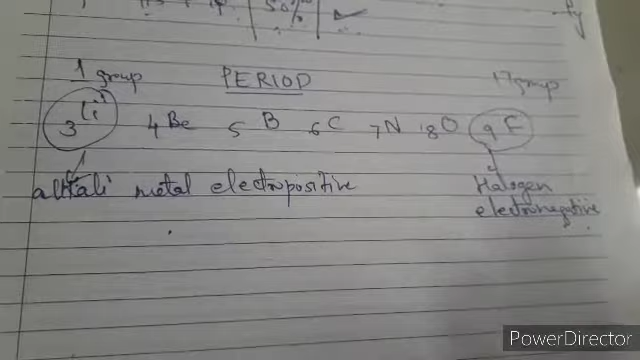 50%
1 group PERIOD 17 group
3 Li 4 Be 5 B 6 C 7 N 8 O 9 F
alkali metal electropositive Halogen
electronegative
PowerDirector